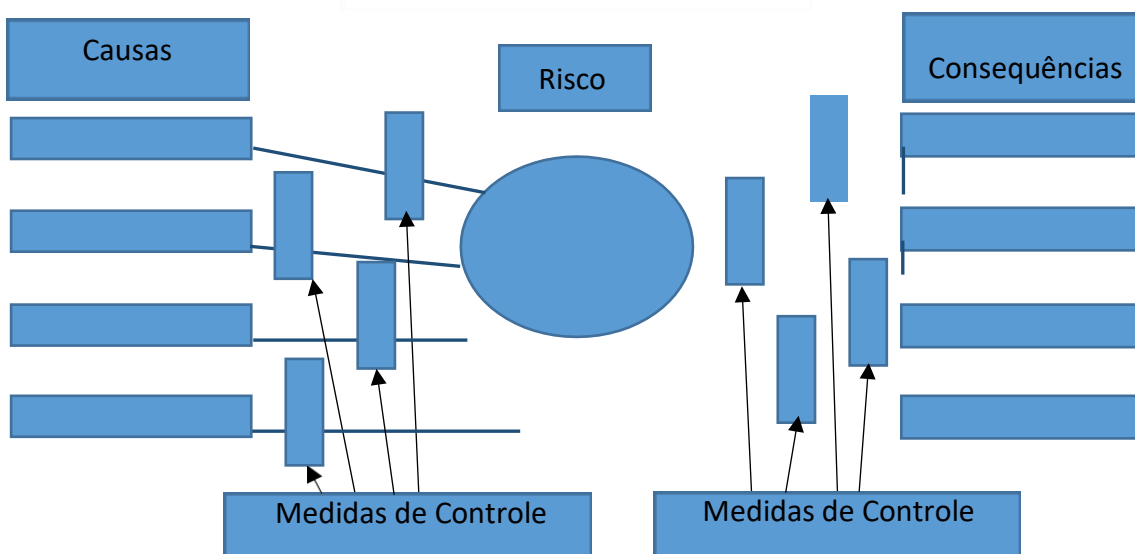 Causas
Risco
Consequências
Medidas de Controle
Medidas de Controle